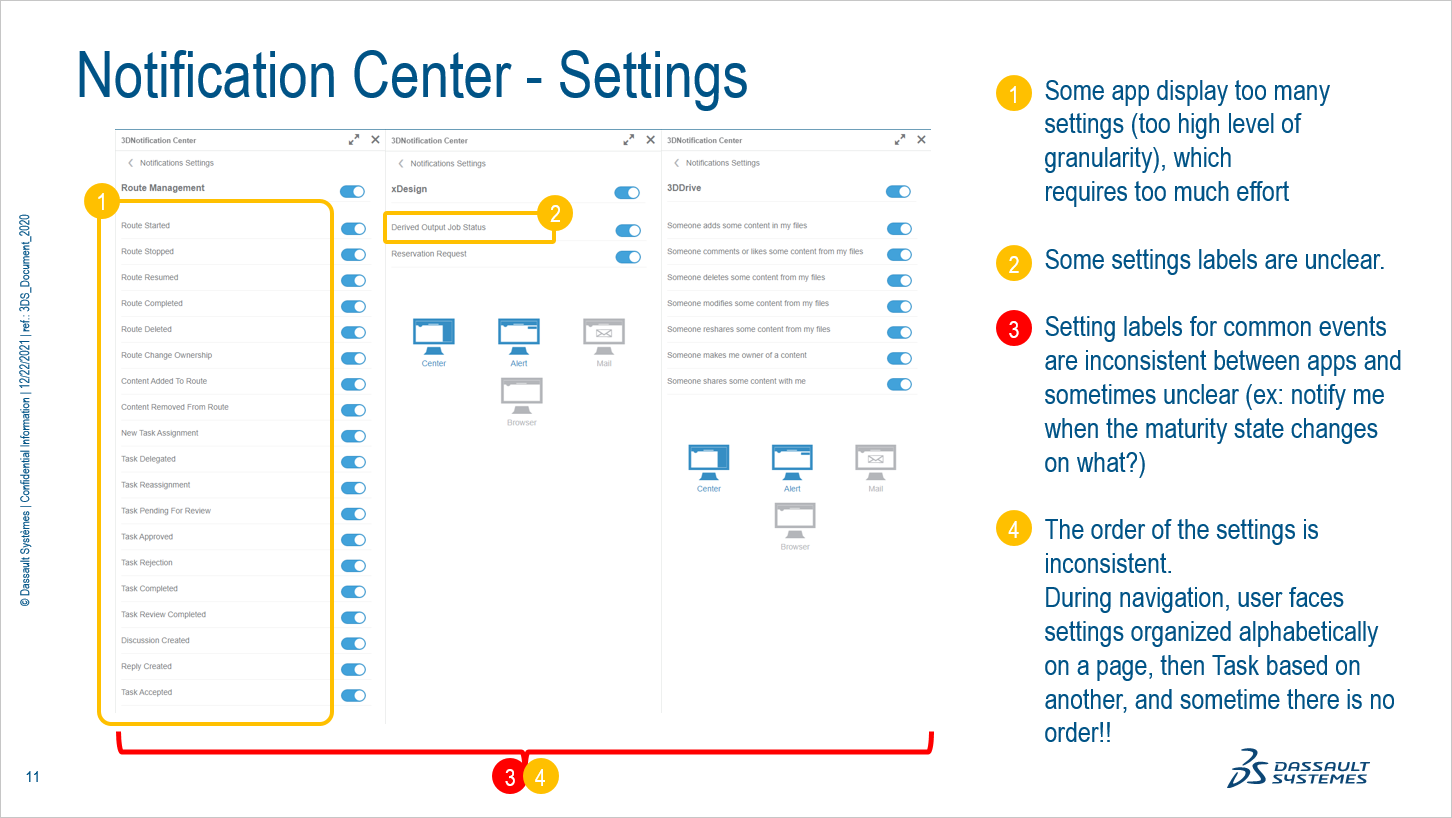 Notification Center - Settings
3DNotification Center
Notifications Settings
Route Management
1
Route Started
Route Stopped
Route Resumed
Route Completed
Route Deleted
Route Change Ownership
Content Added To Route
Content Removed From Route
New Task Assignment
Task Delegated
Task Reassignment
Task Pending For Review
Task Approved
Task Rejection
Task Completed
Task Review Completed
Discussion Created
Reply Created
Task Accepted
3DNotification Center
Notifications Settings
xDesign
2
Derived Output Job Status
Reservation Request
Center
Alert
Mail
Browser
3DNotification Center
Notifications Settings
3DDrive
Someone adds some content in my files
Someone comments or likes some content from my files
Someone deletes some content from my files
Someone modifies some content from my files
Someone reshares some content from my files
Someone makes me owner of a content
Someone shares some content with me
Center
Alert
Mail
Browser
3
4
1
Some app display too many
settings (too high level of
granularity), which
requires too much effort
2
Some settings labels are unclear.
3
Setting labels for common events
are inconsistent between apps and
sometimes unclear (ex: notify me
when the maturity state changes
on what?)
4
The order of the settings is
inconsistent.
During navigation, user faces
settings organized alphabetically
on a page, then Task based on
another, and sometime there is no
order!!
© Dassault Systèmes | Confidential Information | 12/22/2021 | ref.: 3DS_Document_2020
11
DASSAULT
SYSTEMES